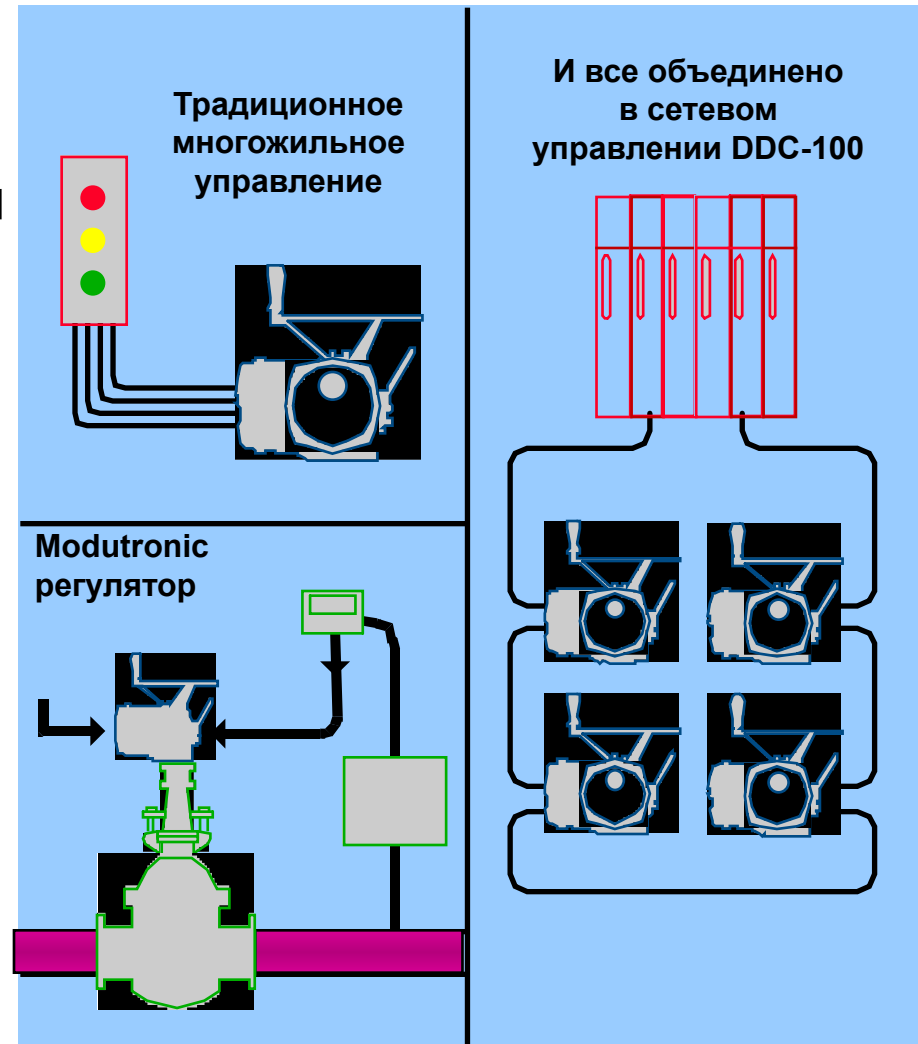 Традиционное
многожильное
управление
И все объединено
в сетевом
управлении DDC-100
Modutronic
регулятор